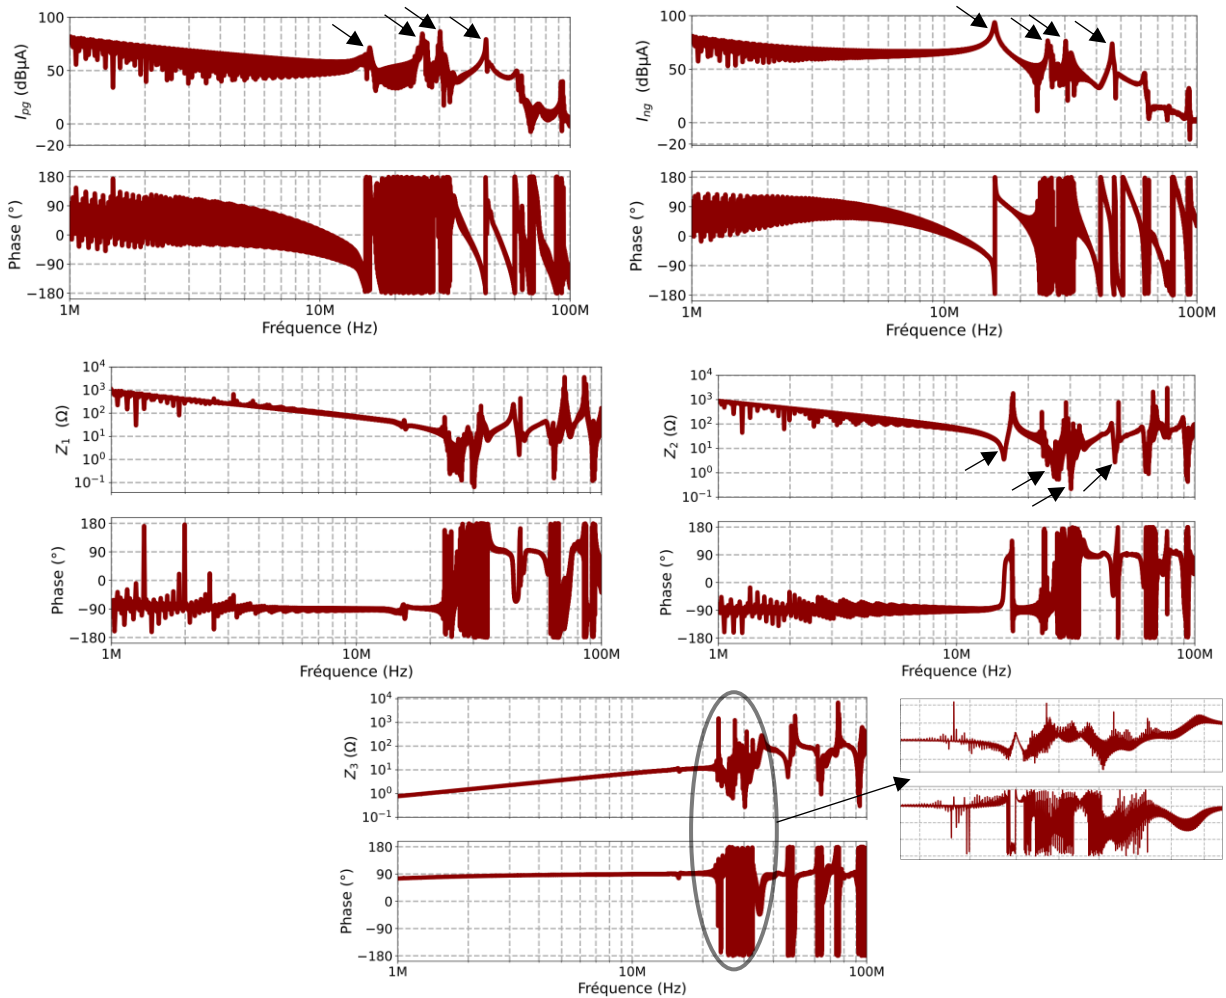 I_pg (dBµA)
100
50
0
−20
Phase (°)
180
90
0
−90
−180
1M 10M 100M
Fréquence (Hz)
I_ng (dBµA)
100
50
0
−20
Phase (°)
180
90
0
−90
−180
1M 10M 100M
Fréquence (Hz)
Z_1 (Ω)
10^4
10^3
10^2
10^1
10^0
10^−1
Phase (°)
180
90
0
−90
−180
1M 10M 100M
Fréquence (Hz)
Z_2 (Ω)
10^4
10^3
10^2
10^1
10^0
10^−1
Phase (°)
180
90
0
−90
−180
1M 10M 100M
Fréquence (Hz)
Z_3 (Ω)
10^4
10^3
10^2
10^1
10^0
10^−1
Phase (°)
180
90
0
−90
−180
1M 10M 100M
Fréquence (Hz)